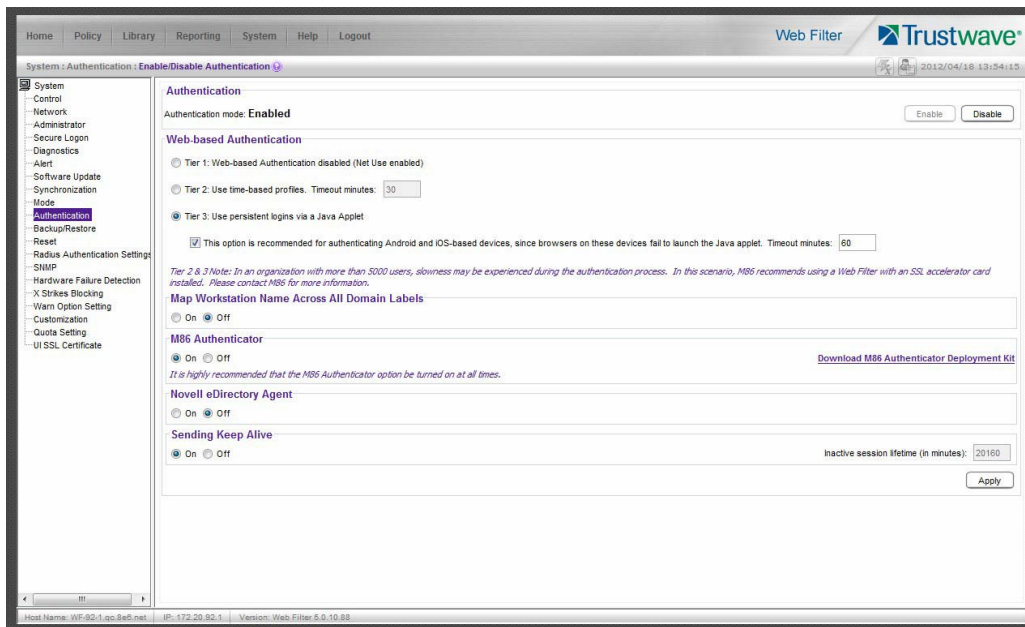 Home Policy Library Reporting System Help Logout
Web Filter
Trustwave®
System : Authentication : Enable/Disable Authentication
2012/04/18 13:54:15
System
Control
Network
Administrator
Secure Logon
Diagnostics
Alert
Software Update
Synchronization
Mode
Authentication
Backup/Restore
Reset
Radius Authentication Settings
SNMP
Hardware Failure Detection
X Strikes Blocking
Warn Option Setting
Customization
Quota Setting
UI SSL Certificate
Authentication
Authentication mode: Enabled
Enable Disable
Web-based Authentication
Tier 1: Web-based Authentication disabled (Net Use enabled)
Tier 2: Use time-based profiles. Timeout minutes: 30
Tier 3: Use persistent logins via a Java Applet
This option is recommended for authenticating Android and iOS-based devices, since browsers on these devices fail to launch the Java applet. Timeout minutes: 60
Tier 2 & 3 Note: In an organization with more than 5000 users, slowness may be experienced during the authentication process. In this scenario, M86 recommends using a Web Filter with an SSL accelerator card
installed. Please contact M86 for more information.
Map Workstation Name Across All Domain Labels
On Off
M86 Authenticator
On Off
Download M86 Authenticator Deployment Kit
It is highly recommended that the M86 Authenticator option be turned on at all times.
Novell eDirectory Agent
On Off
Sending Keep Alive
On Off
Inactive session lifetime (in minutes): 20160
Apply
Host Name: WF-92-1.qc.8e6.net IP: 172.20.92.1 Version: Web Filter 5.0.10.88